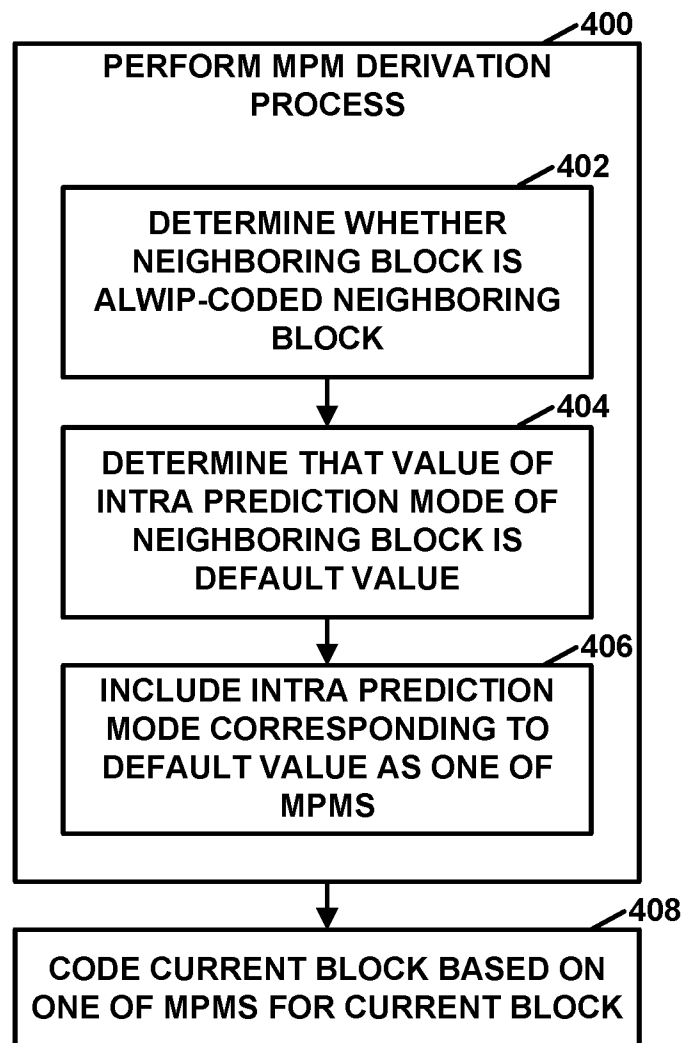 400
PERFORM MPM DERIVATION
PROCESS
402
DETERMINE WHETHER
NEIGHBORING BLOCK IS
ALWIP-CODED NEIGHBORING
BLOCK
404
DETERMINE THAT VALUE OF
INTRA PREDICTION MODE OF
NEIGHBORING BLOCK IS
DEFAULT VALUE
406
INCLUDE INTRA PREDICTION
MODE CORRESPONDING TO
DEFAULT VALUE AS ONE OF
MPMS
408
CODE CURRENT BLOCK BASED ON
ONE OF MPMS FOR CURRENT BLOCK